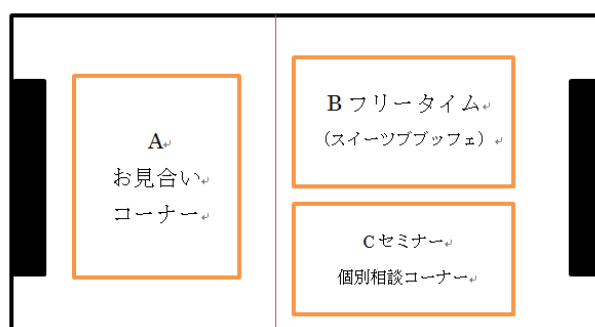 A
お見合い
コーナー
B フリータイム
（スイーツブブッフェ）
C セミナー
個別相談コーナー